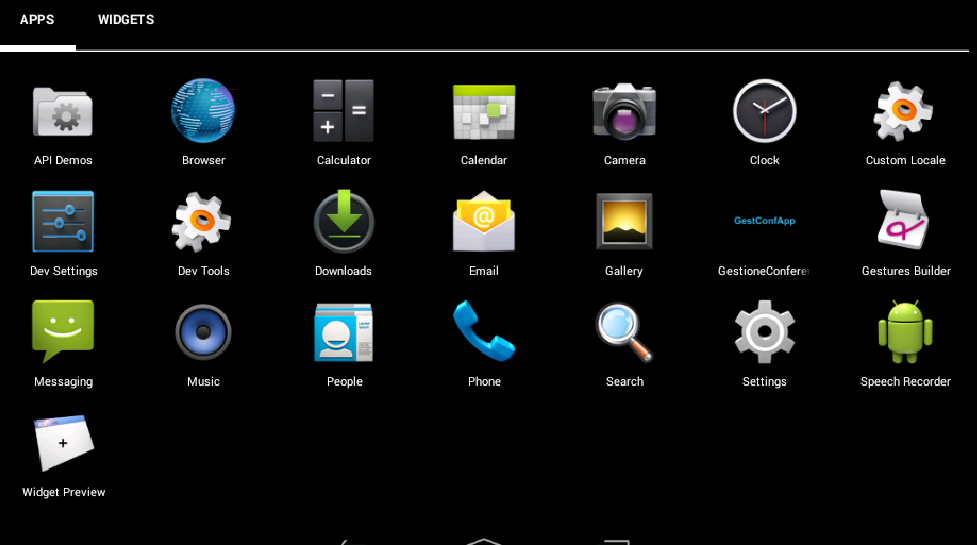 APPS WIDGETS
API Demos Browser Calculator Calendar Camera Clock Custom Locale
@ GestConfApp
Dev Settings Dev Tools Downloads Email Gallery GestioneConferer Gestures Builder
Messaging Music People Phone Search Settings Speech Recorder
Widget Preview